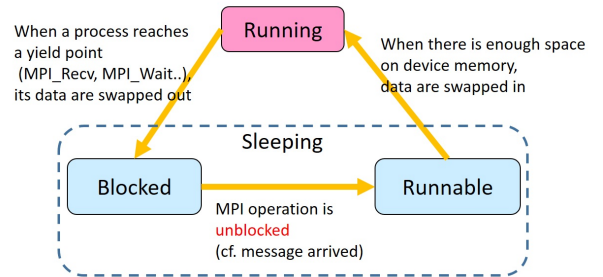 Running
When a process reaches
a yield point
(MPI_Recv, MPI_Wait..),
its data are swapped out
When there is enough space
on device memory,
data are swapped in
Sleeping
Blocked
Runnable
MPI operation is
unblocked
(cf. message arrived)